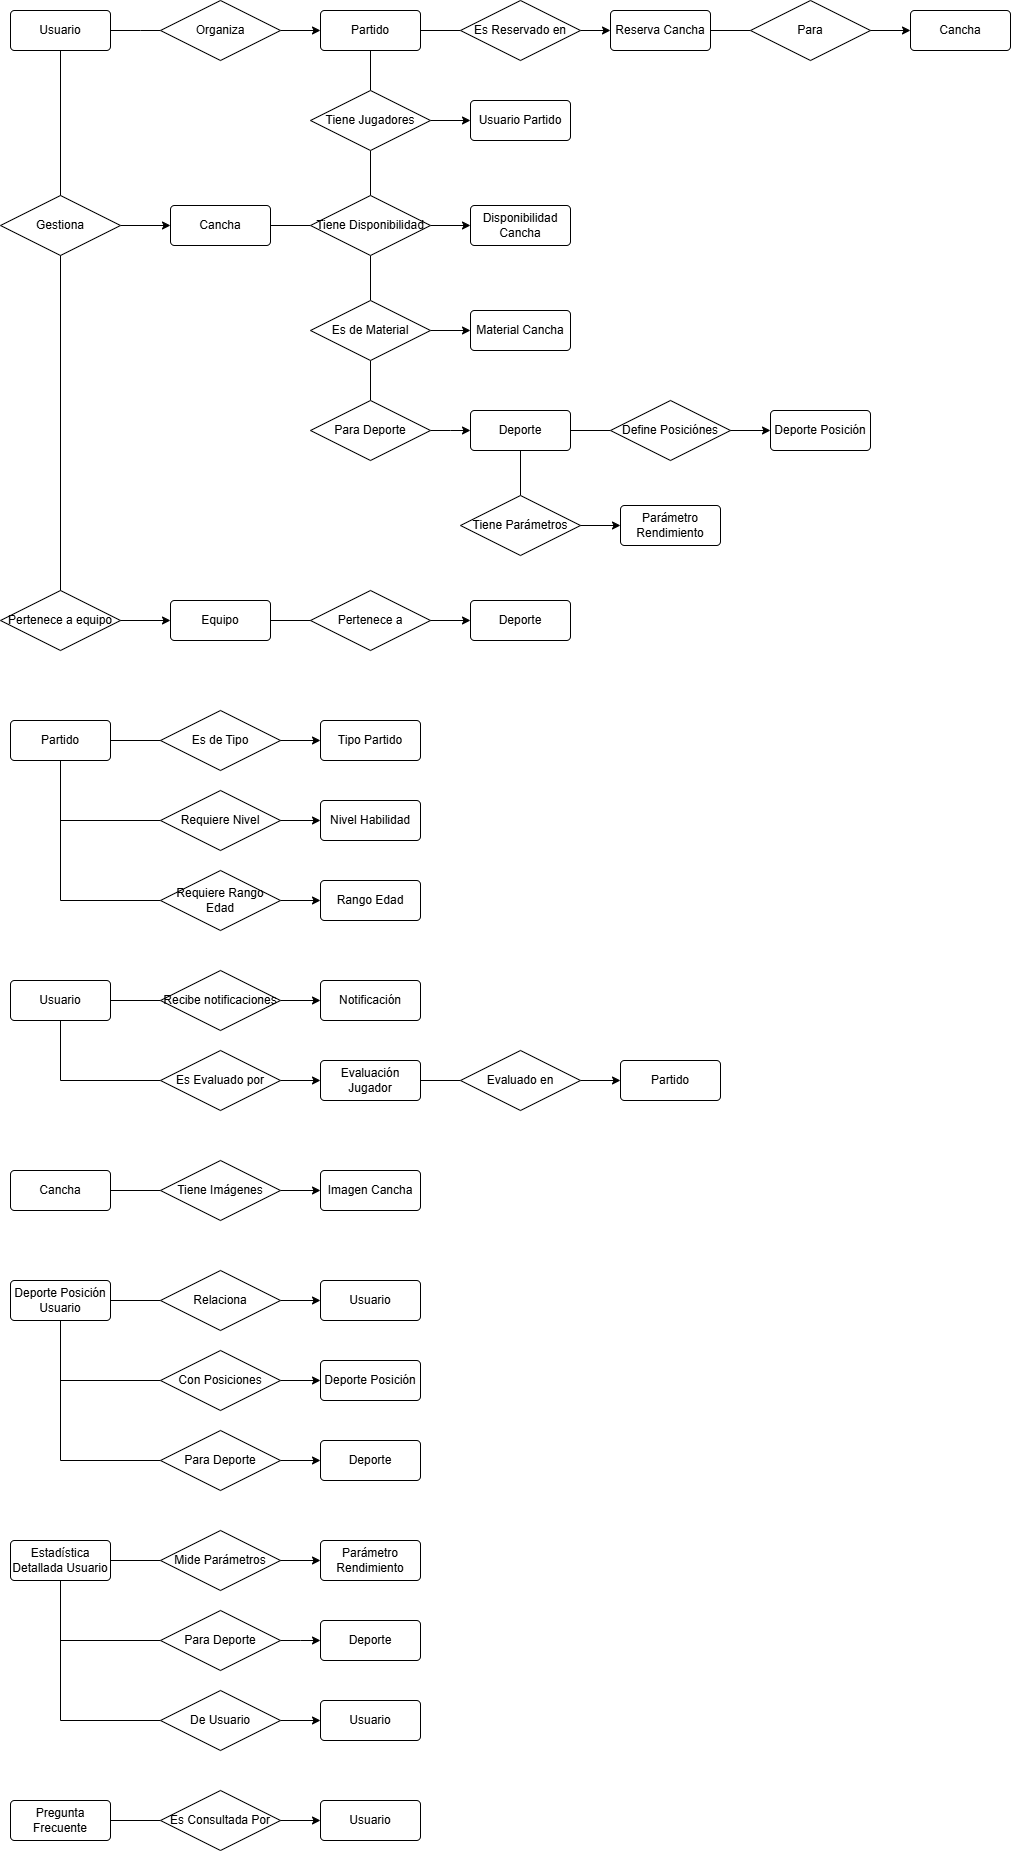 Usuario
Organiza
Partido
Es Reservado en
Reserva Cancha
Para
Cancha
Tiene Jugadores
Usuario Partido
Gestiona
Cancha
Tiene Disponibilidad
Disponibilidad
Cancha
Es de Material
Material Cancha
Para Deporte
Deporte
Define Posiciónes
Deporte Posición
Tiene Parámetros
Parámetro
Rendimiento
Pertenece a equipo
Equipo
Pertenece a
Deporte
Partido
Es de Tipo
Tipo Partido
Requiere Nivel
Nivel Habilidad
Requiere Rango
Edad
Rango Edad
Usuario
Recibe notificaciones
Notificación
Es Evaluado por
Evaluación
Jugador
Evaluado en
Partido
Cancha
Tiene Imágenes
Imagen Cancha
Deporte Posición
Usuario
Relaciona
Usuario
Con Posiciones
Deporte Posición
Para Deporte
Deporte
Estadística
Detallada Usuario
Mide Parámetros
Parámetro
Rendimiento
Para Deporte
Deporte
De Usuario
Usuario
Pregunta
Frecuente
Es Consultada Por
Usuario